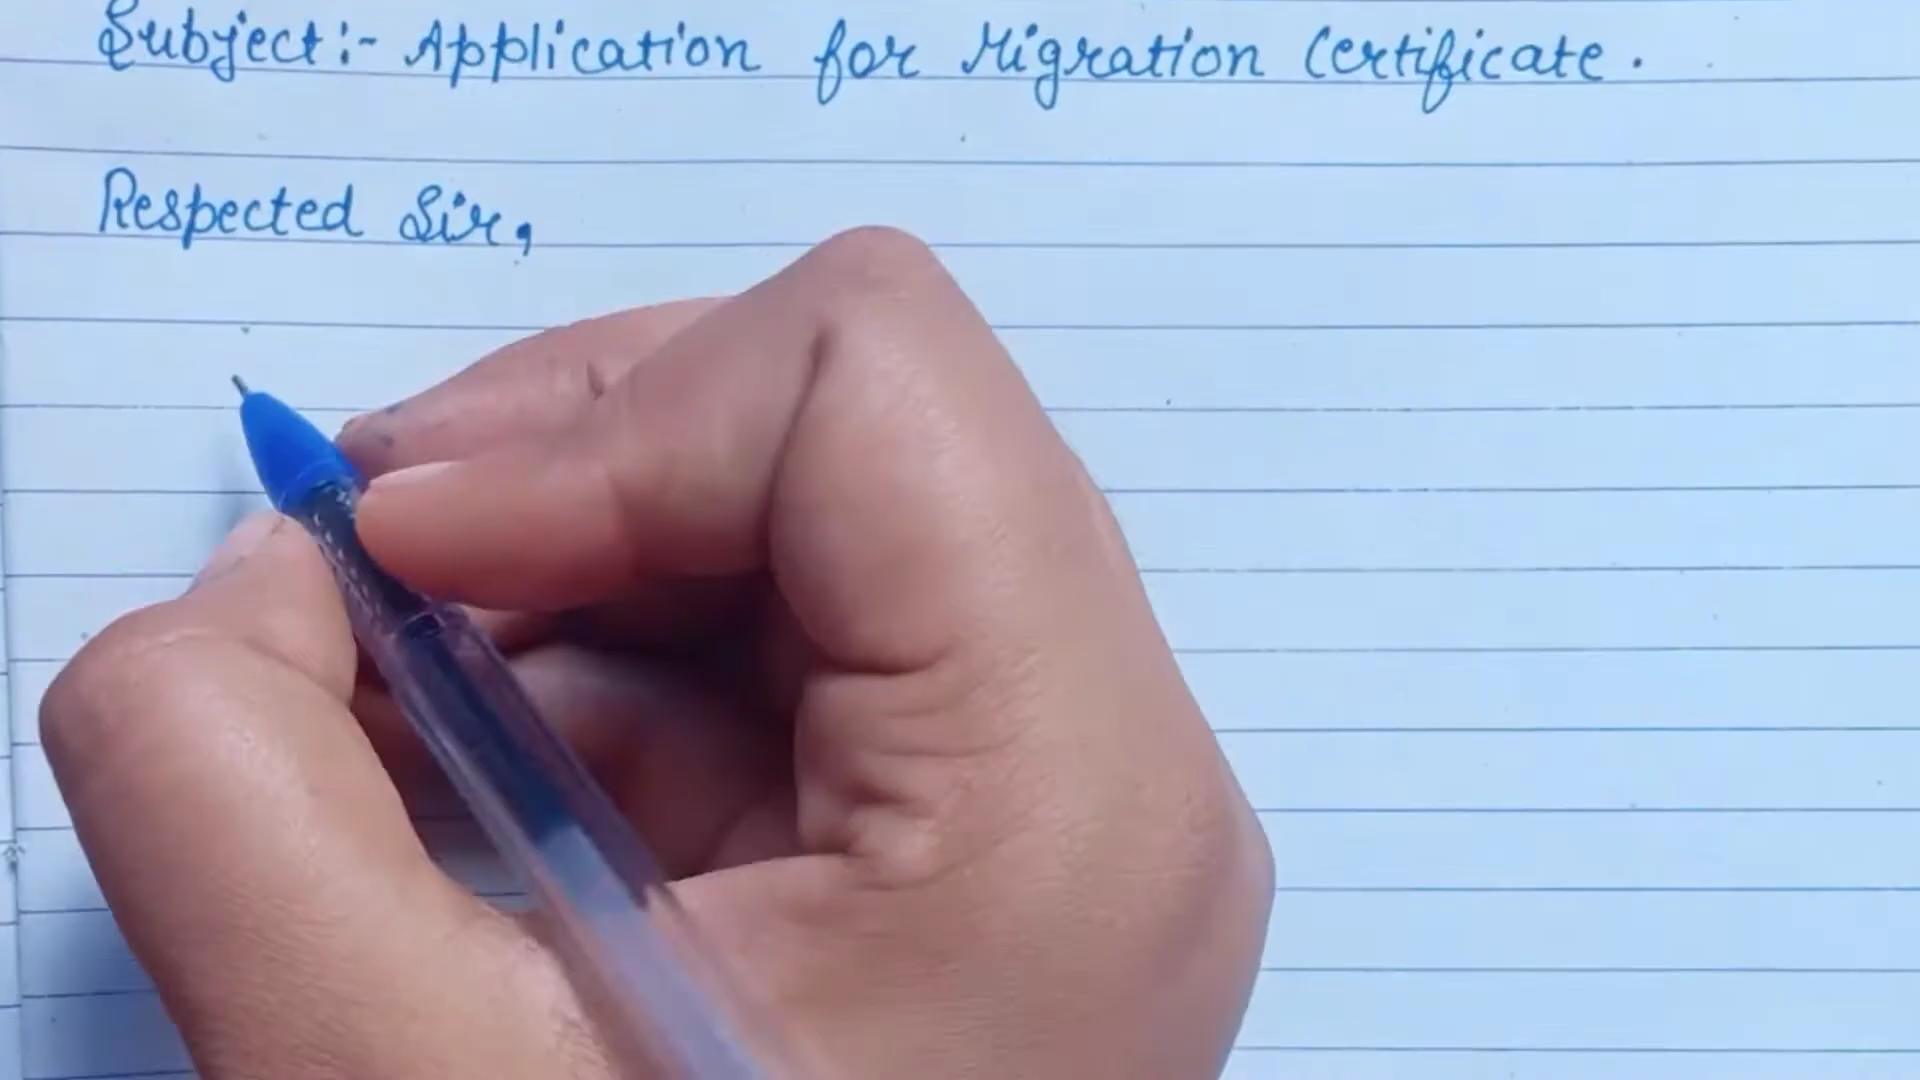 Subject:- Application for Migration Certificate.
Respected Sir,